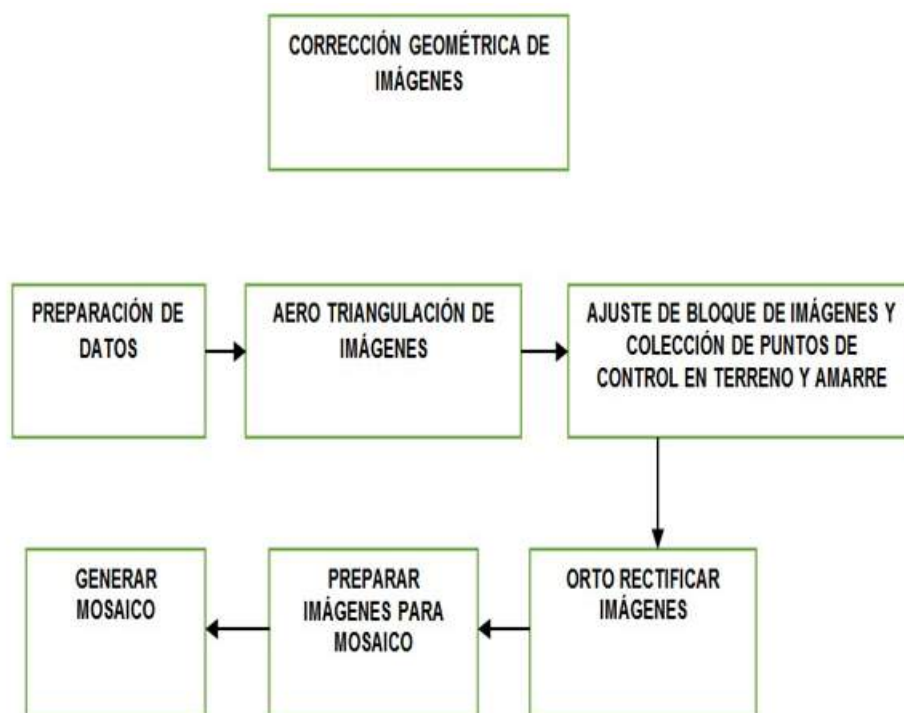 CORRECCIÓN GEOMÉTRICA DE
IMÁGENES
PREPARACIÓN DE
DATOS
AERO TRIANGULACIÓN DE
IMÁGENES
AJUSTE DE BLOQUE DE IMÁGENES Y
COLECCIÓN DE PUNTOS DE
CONTROL EN TERRENO Y AMARRE
ORTO RECTIFICAR
IMÁGENES
PREPARAR
IMÁGENES PARA
MOSAICO
GENERAR
MOSAICO